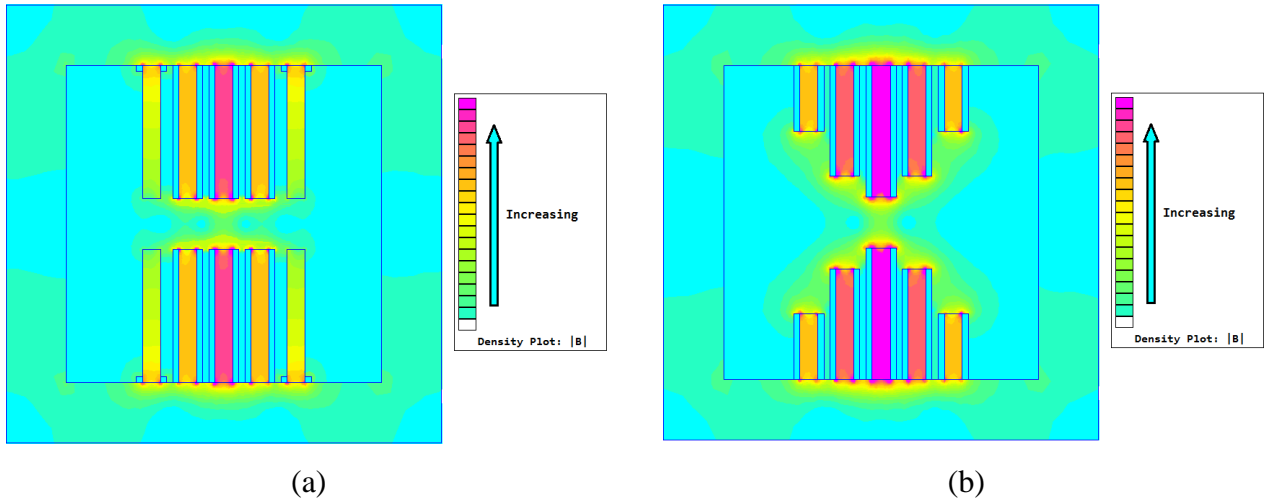 Increasing
Density Plot: |B|
(a)
Increasing
Density Plot: |B|
(b)